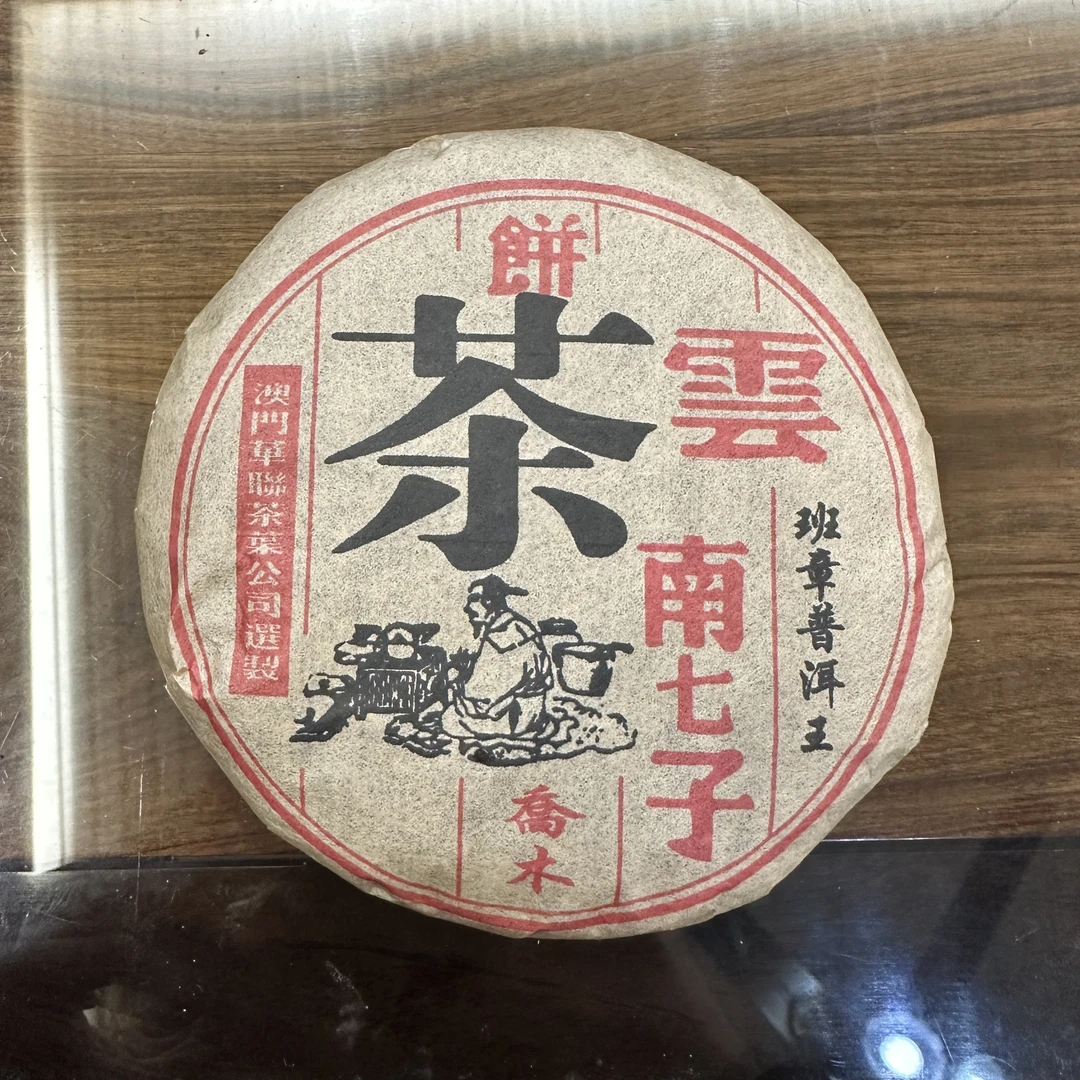 班章普洱王
雲南七子
餅茶
喬木
澳門華聯茶葉公司選製